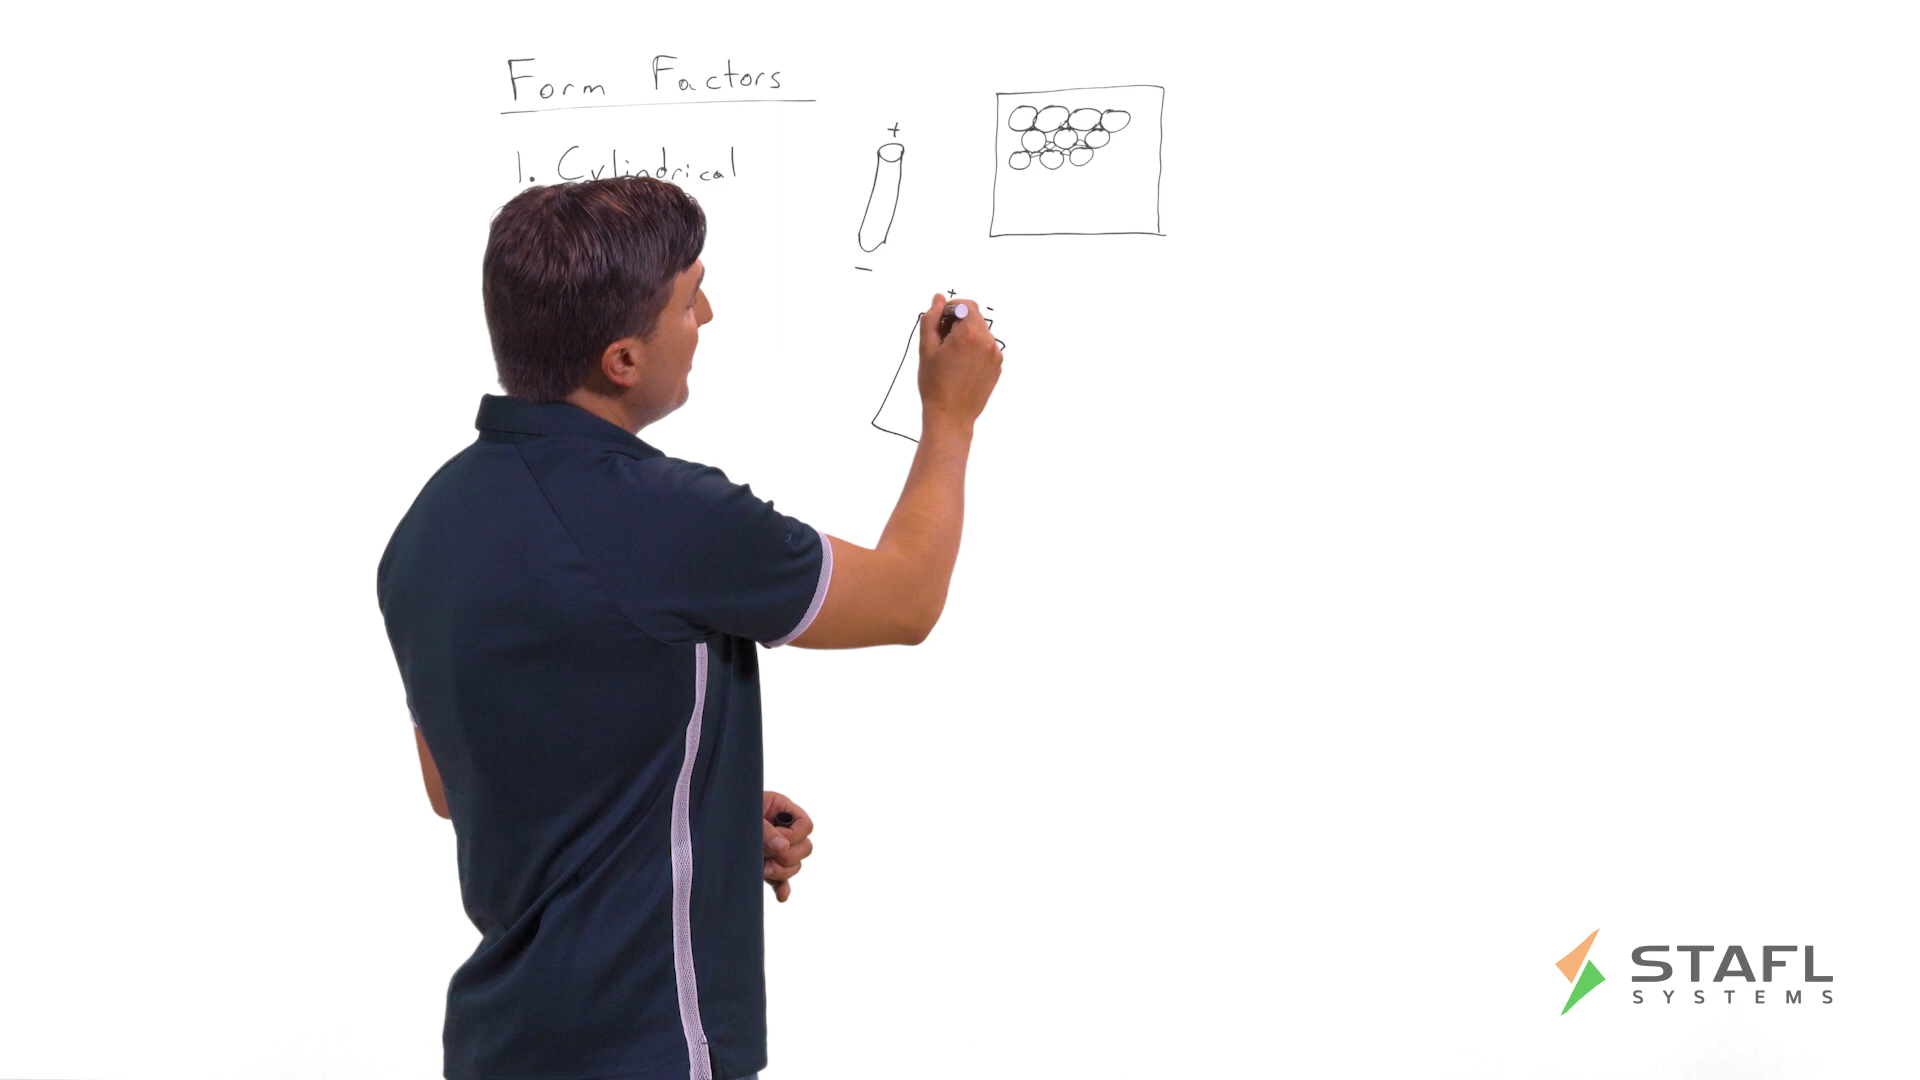 Form Factors
1. Cylindrical
+
-
+
-
STAFL
SYSTEMS